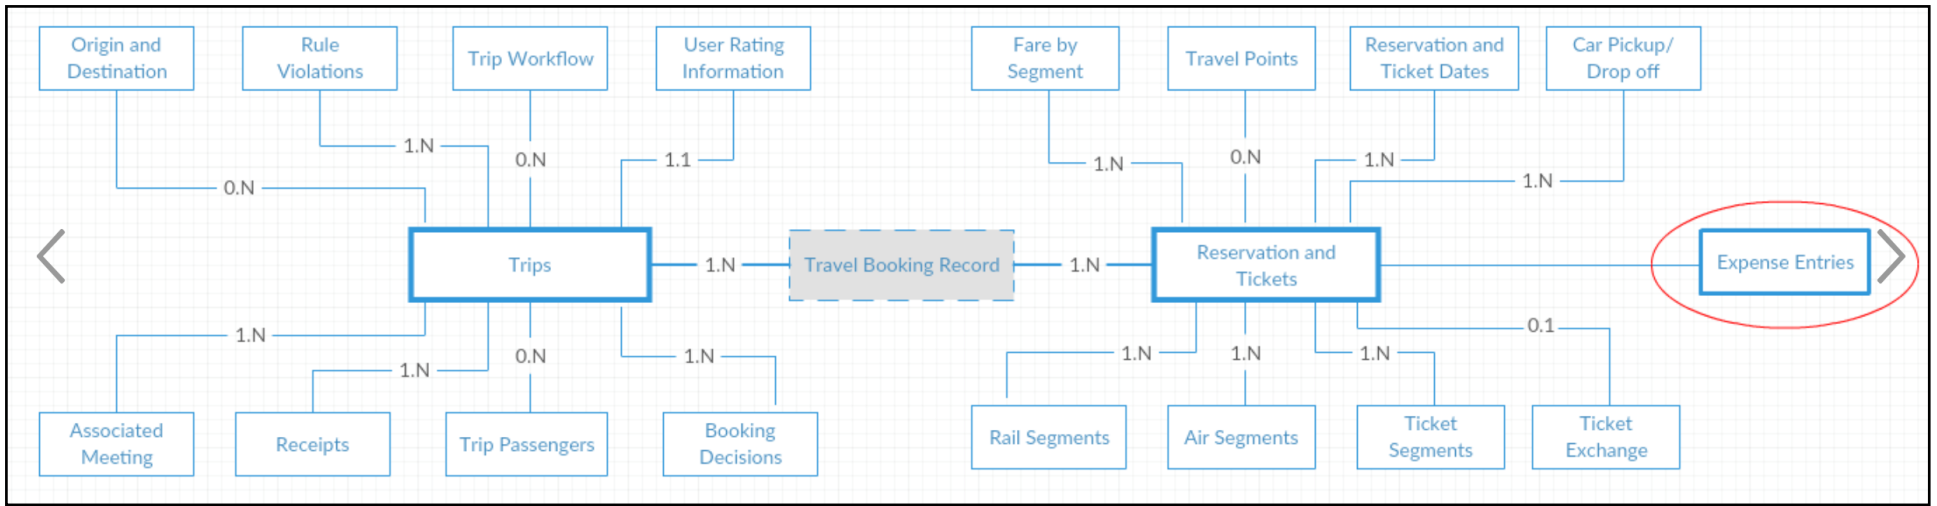 Origin and
Destination
Rule
Violations
Trip Workflow
User Rating
Information
Fare by
Segment
Travel Points
Reservation and
Ticket Dates
Car Pickup/
Drop off
1.N
0.N
1.1
1.N
0.N
1.N
1.N
0.N
Trips
1.N
Travel Booking Record
1.N
Reservation and
Tickets
Expense Entries
1.N
1.N
0.N
1.N
1.N
1.N
1.N
0.1
Associated
Meeting
Receipts
Trip Passengers
Booking
Decisions
Rail Segments
Air Segments
Ticket
Segments
Ticket
Exchange